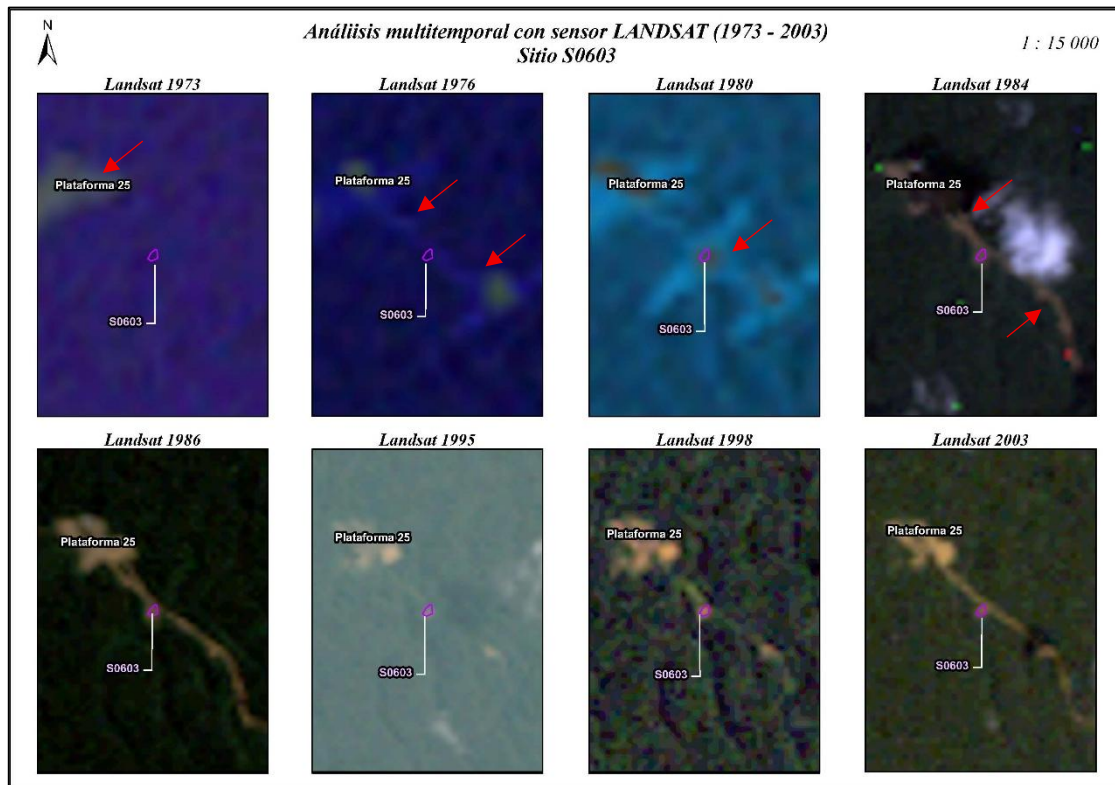 N
Análiisis multitemporal con sensor LANDSAT (1973 - 2003)
Sitio S0603
1 : 15 000
Landsat 1973
Landsat 1976
Landsat 1980
Landsat 1984
Plataforma 25
S0603
Plataforma 25
S0603
Plataforma 25
S0603
Plataforma 25
S0603
Landsat 1986
Landsat 1995
Landsat 1998
Landsat 2003
Plataforma 25
S0603
Plataforma 25
S0603
Plataforma 25
S0603
Plataforma 25
S0603